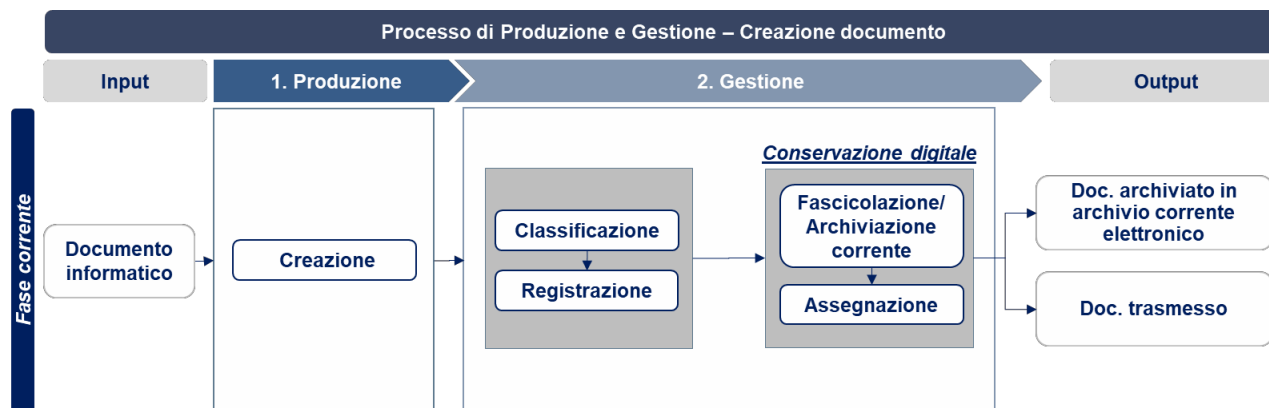 Processo di Produzione e Gestione – Creazione documento
Input
1. Produzione
2. Gestione
Output
Fase corrente
Documento
informatico
Creazione
Classificazione
Registrazione
Conservazione digitale
Fascicolazione/
Archiviazione
corrente
Assegnazione
Doc. archiviato in
archivio corrente
elettronico
Doc. trasmesso